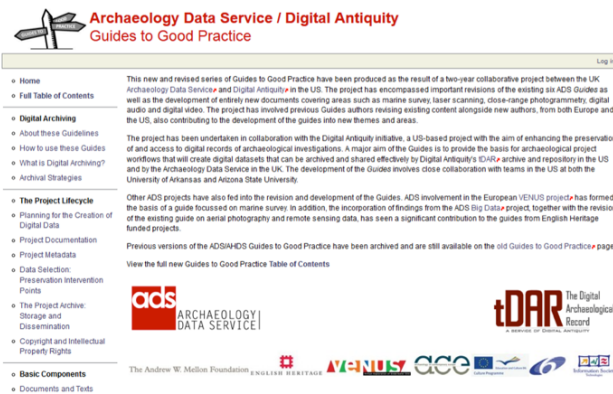 Archaeology Data Service / Digital Antiquity
Guides to Good Practice
Log i
Home
Full Table of Contents
Digital Archiving
About these Guidelines
How to use these Guides
What is Digital Archiving?
Archival Strategies
The Project Lifecycle
Planning for the Creation of
Digital Data
Project Documentation
Project Metadata
Data Selection:
Preservation Intervention
Points
The Project Archive:
Storage and
Dissemination
Copyright and Intellectual
Property Rights
Basic Components
Documents and Texts
This new and revised series of Guides to Good Practice have been produced as the result of a two-year collaborative project between the UK
Archaeology Data Service and Digital Antiquity in the US. The project has encompassed important revisions of the existing six ADS Guides as
well as the development of entirely new documents covering areas such as marine survey, laser scanning, close-range photogrammetry, digital
audio and digital video. The project has involved previous Guides authors revising existing content alongside new authors, from both Europe and
the US, also contributing to the development of the guides into new themes and areas.
The project has been undertaken in collaboration with the Digital Antiquity initiative, a US-based project with the aim of enhancing the preservatio
of and access to digital records of archaeological investigations. A major aim of the Guides is to provide the basis for archaeological project
workflows that will create digital datasets that can be archived and shared effectively by Digital Antiquity's tDAR archive and repository in the US
and by the Archaeology Data Service in the UK. The development of the Guides involves close collaboration with teams in the US at both the
University of Arkansas and Arizona State University.
Other ADS projects have also fed into the revision and development of the Guides. ADS involvement in the European VENUS project has formed
the basis of a guide focussed on marine survey. In addition, the incorporation of findings from the ADS Big Data project, together with the revision
of the existing guide on aerial photography and remote sensing data, has seen a significant contribution to the guides from English Heritage
funded projects.
Previous versions of the ADS/AHDS Guides to Good Practice have been archived and are still available on the old Guides to Good Practice page
View the full new Guides to Good Practice Table of Contents
ads
ARCHAEOLOGY
DATA SERVICE
tDAR
The Digital
Archaeological
Record
A SERVICE OF DIGITAL ANTIQUITY
The Andrew W. Mellon Foundation
ENGLISH HERITAGE
VENUS
ace
Information Society